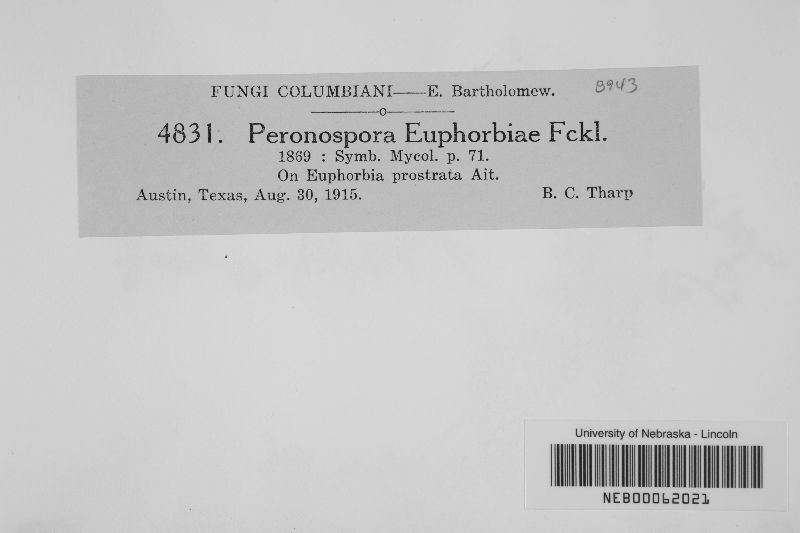 FUNGI COLUMBIANI——E. Bartholomew. 8943
4831. Peronospora Euphorbiae Fckl.
1869 : Symb. Mycol. p. 71.
On Euphorbia prostrata Ait.
Austin, Texas, Aug. 30, 1915. B. C. Tharp
University of Nebraska - Lincoln
NEB00062021